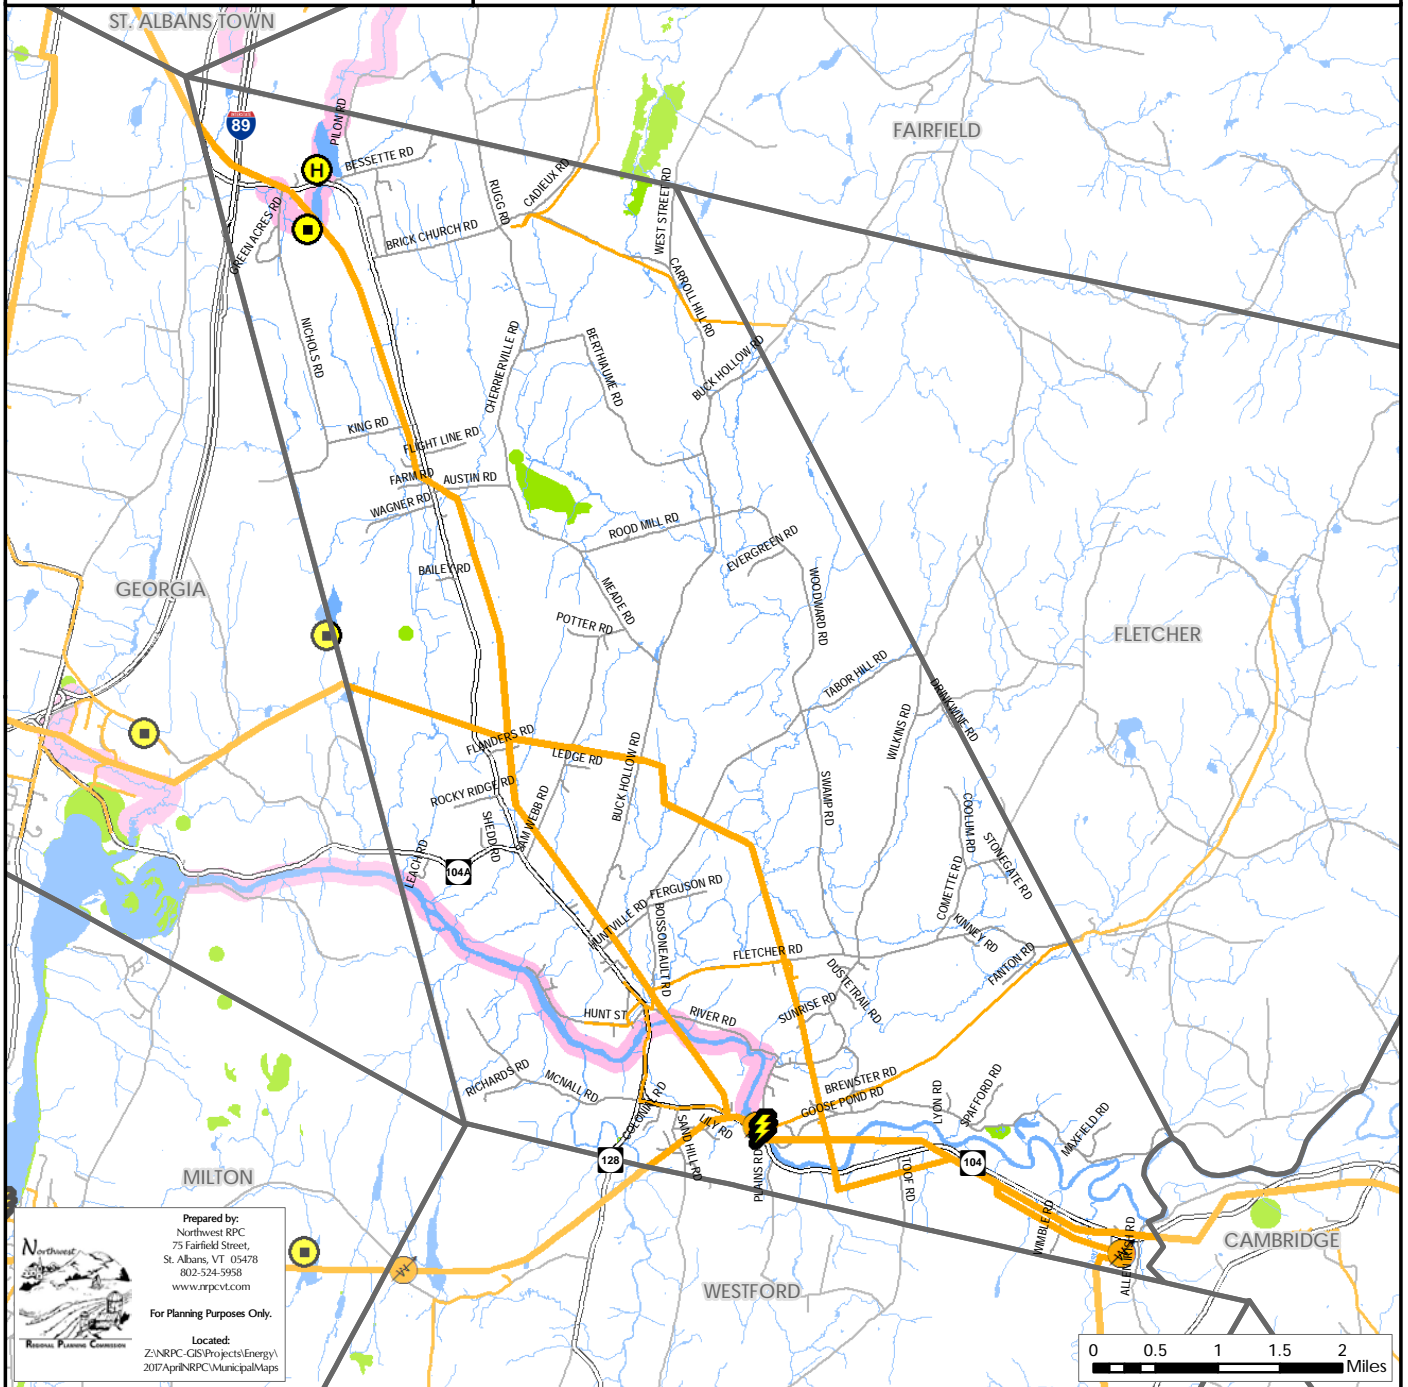 ST. ALBANS TOWN
INTERSTATE
89
FAIRFIELD
PILON RD
H
BESSETTE RD
RUGG RD
CADIEUX RD
WEST STREET RD
GREEN ACRES RD
BRICK CHURCH RD
CARROLL HILL RD
NICHOLS RD
CHERRIERVILLE RD
BERTHIAUME RD
BUCK HOLLOW RD
KING RD
FLIGHT LINE RD
FARM RD
AUSTIN RD
WAGNER RD
ROOD MILL RD
EVERGREEN RD
BAILEY RD
GEORGIA
MEADE RD
WOODWARD RD
POTTER RD
FLETCHER
TABOR HILL RD
DRINKWINE RD
WILKINS RD
FLANDERS RD
LEDGE RD
BUCK HOLLOW RD
ROCKY RIDGE RD
SWAMP RD
SHEDD RD
SAM WEBB RD
COOLUM RD
STONEGATE RD
LEACH RD
104A
COMETTE RD
FERGUSON RD
HUNTVILLE RD
BOISSONEAULT RD
KINNEY RD
FLETCHER RD
FANTON RD
DUSTETRAIL RD
HUNT ST
RIVER RD
SUNRISE RD
RICHARDS RD
MCNALL RD
BREWSTER RD
GOOSE POND RD
COLONIAL RD
LYON RD
SPAFFORD RD
LILY RD
SAND HILL RD
MAXFIELD RD
128
PLAINS RD
TOOF RD
104
MILTON
WIMBLE RD
ALLEN IRISH RD
CAMBRIDGE
WESTFORD
Northwest
REGIONAL PLANNING COMMISSION
Prepared by:
Northwest RPC
75 Fairfield Street,
St. Albans, VT 05478
802-524-5958
www.nrpcvt.com
For Planning Purposes Only.
Located:
Z:\NRPC-GIS\Projects\Energy\
2017AprilNRPC\MunicipalMaps
0 0.5 1 1.5 2
Miles